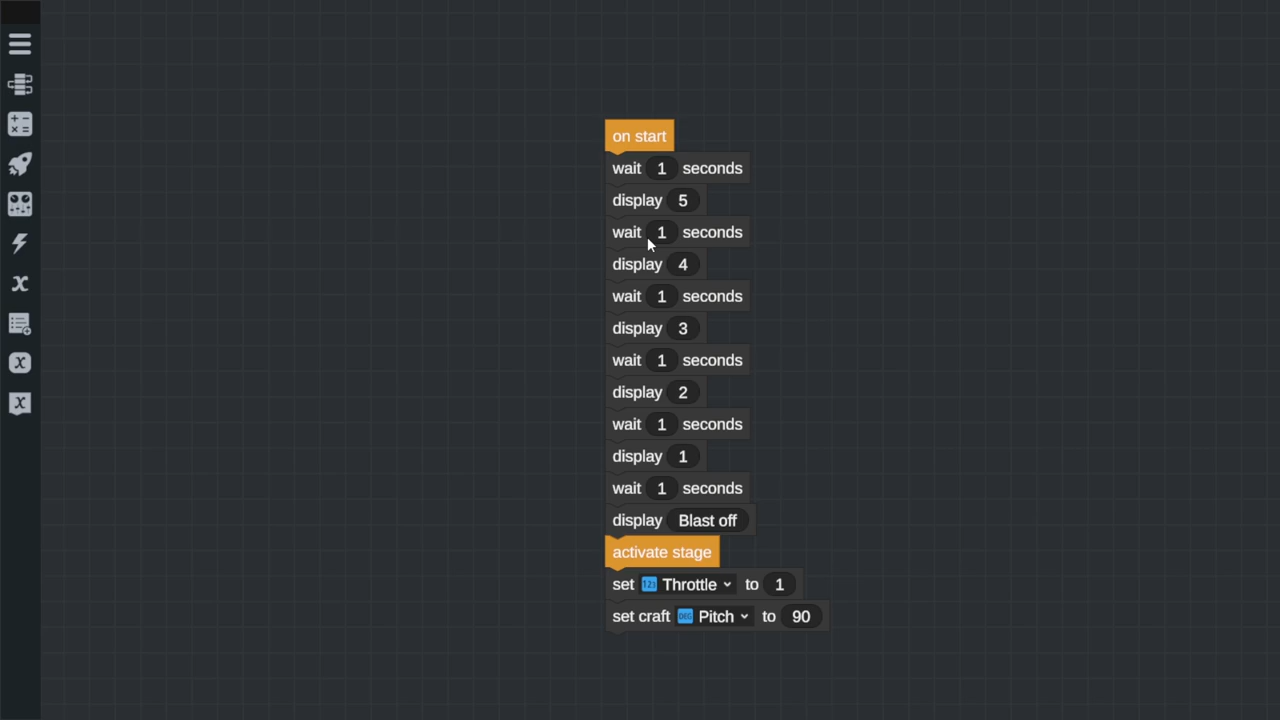 on start
wait 1 seconds
display 5
wait 1 seconds
display 4
wait 1 seconds
display 3
wait 1 seconds
display 2
wait 1 seconds
display 1
wait 1 seconds
display Blast off
activate stage
set 123 Throttle to 1
set craft DEG Pitch to 90